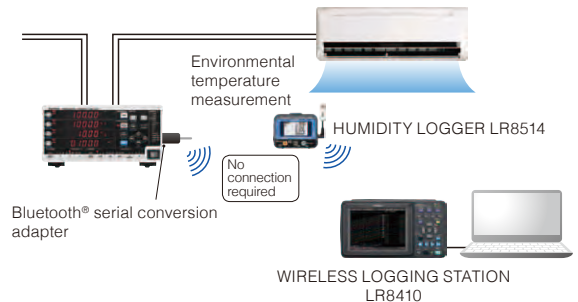 Environmental
temperature
measurement
HUMIDITY LOGGER LR8514
No
connection
required
Bluetooth® serial conversion
adapter
WIRELESS LOGGING STATION
LR8410